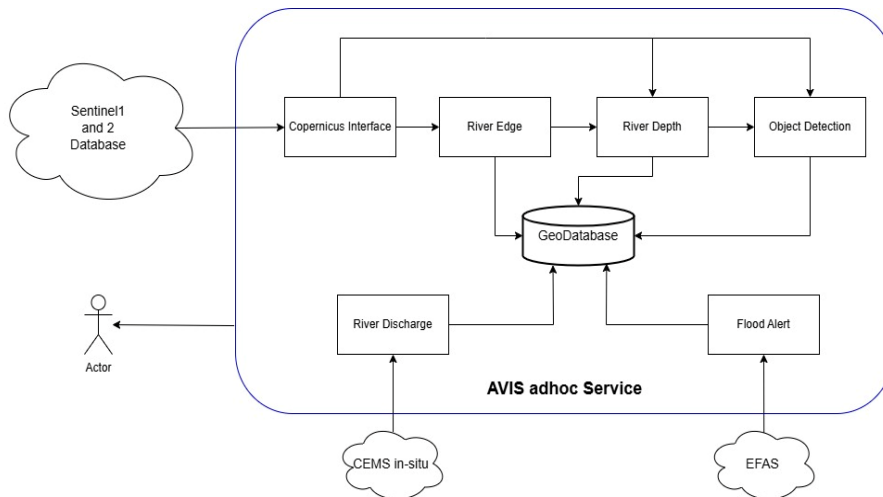 Sentinel1
and 2
Database
Copernicus Interface
River Edge
River Depth
Object Detection
GeoDatabase
River Discharge
Flood Alert
Actor
AVIS adhoc Service
CEMS in-situ
EFAS